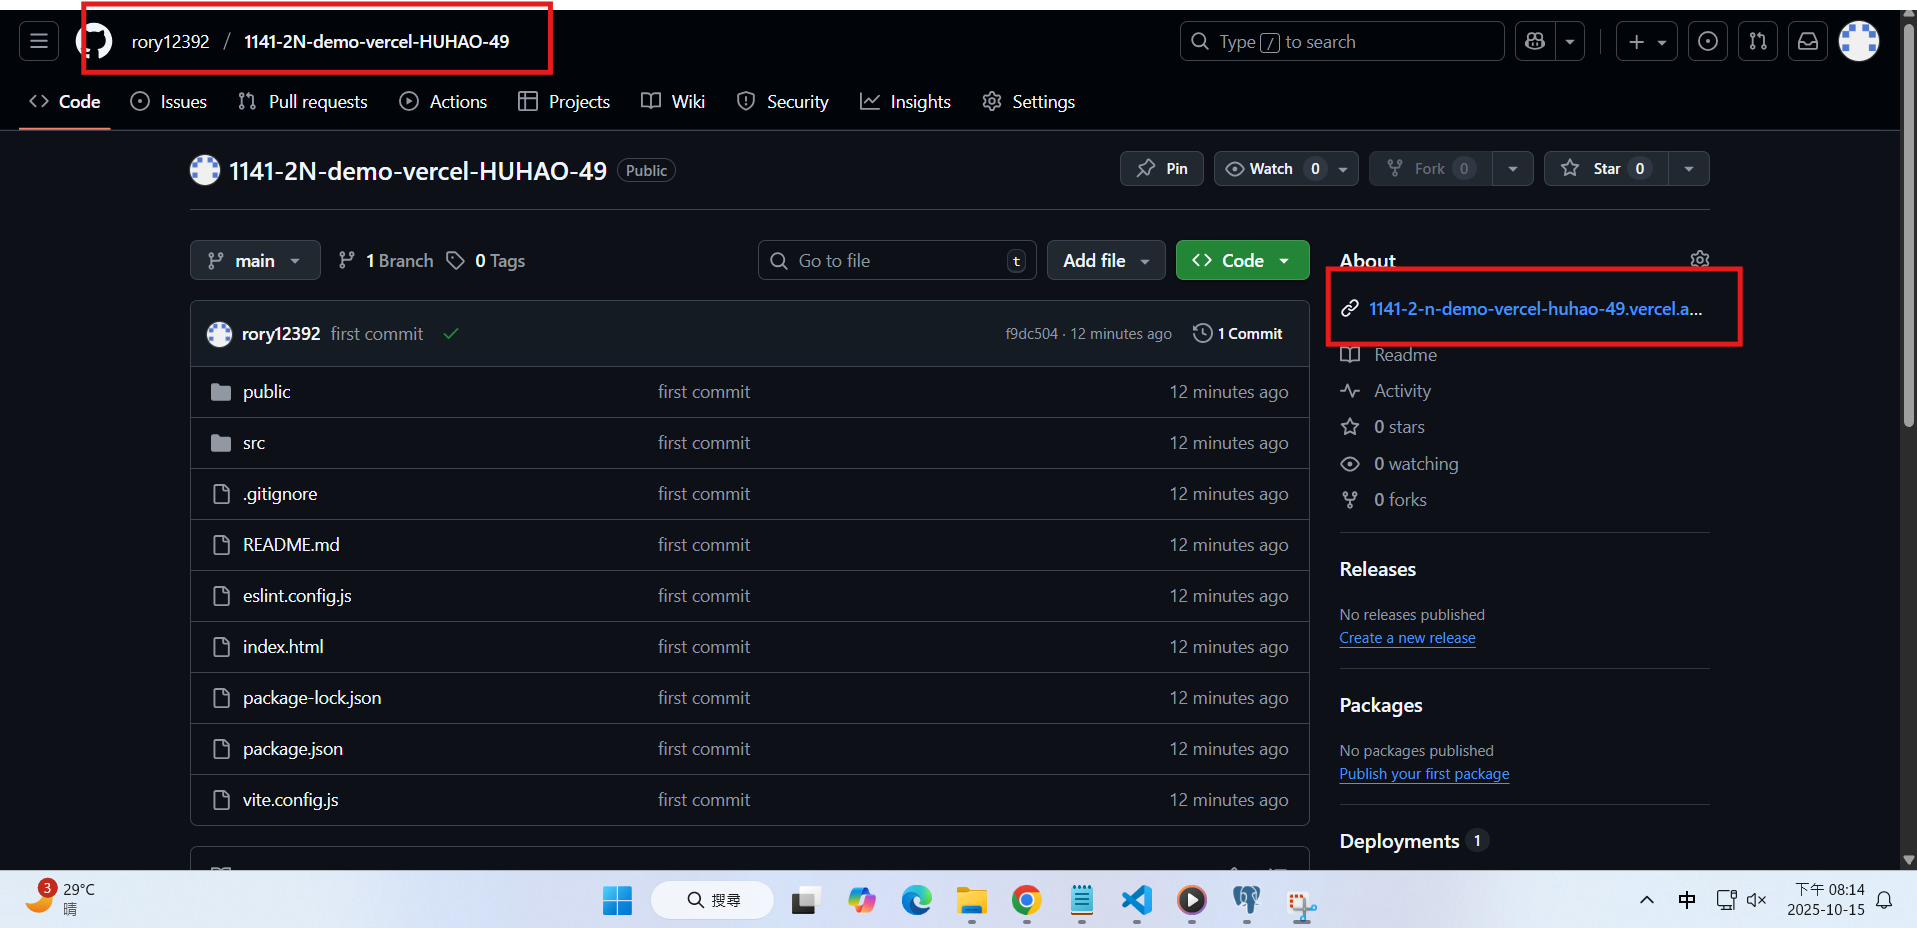 rory12392 / 1141-2N-demo-vercel-HUHAO-49
Type / to search
Code Issues Pull requests Actions Projects Wiki Security Insights Settings
1141-2N-demo-vercel-HUHAO-49 Public
Pin Watch 0 Fork 0 Star 0
main 1 Branch 0 Tags Go to file t Add file Code
rory12392 first commit f9dc504 · 12 minutes ago 1 Commit
public first commit 12 minutes ago
src first commit 12 minutes ago
.gitignore first commit 12 minutes ago
README.md first commit 12 minutes ago
eslint.config.js first commit 12 minutes ago
index.html first commit 12 minutes ago
package-lock.json first commit 12 minutes ago
package.json first commit 12 minutes ago
vite.config.js first commit 12 minutes ago
About
1141-2-n-demo-vercel-huhao-49.vercel.a...
Readme
Activity
0 stars
0 watching
0 forks
Releases
No releases published
Create a new release
Packages
No packages published
Publish your first package
Deployments 1
3 29°C
晴
搜尋
中
下午 08:14
2025-10-15